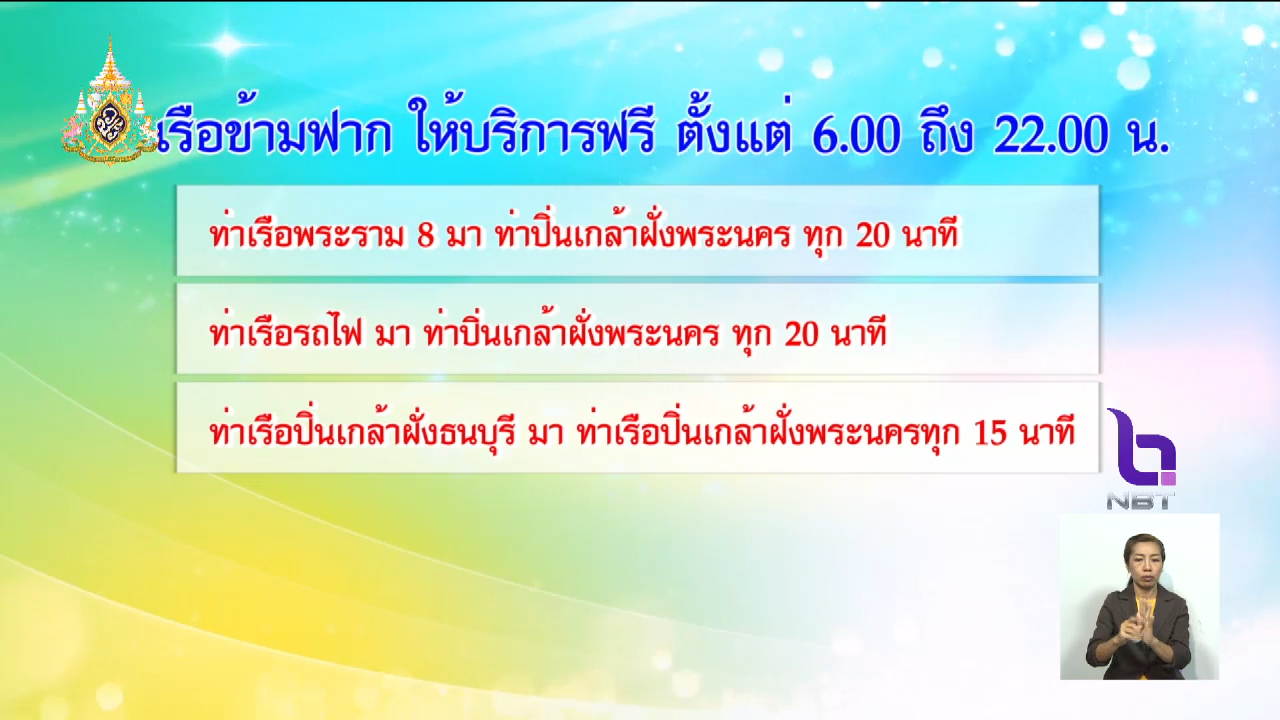 เรือข้ามฟาก ให้บริการฟรี ตั้งแต่ 6.00 ถึง 22.00 น.
ท่าเรือพระราม 8 มา ท่าปิ่นเกล้าฝั่งพระนคร ทุก 20 นาที
ท่าเรือรถไฟ มา ท่าปิ่นเกล้าฝั่งพระนคร ทุก 20 นาที
ท่าเรือปิ่นเกล้าฝั่งธนบุรี มา ท่าเรือปิ่นเกล้าฝั่งพระนครทุก 15 นาที
NBT